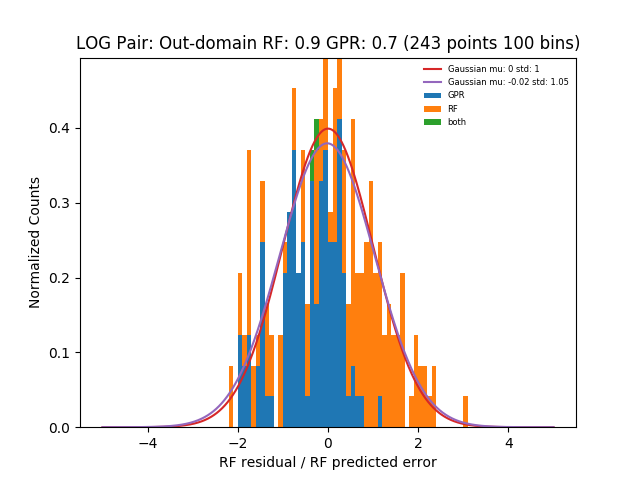 LOG Pair: Out-domain RF: 0.9 GPR: 0.7 (243 points 100 bins)
Gaussian mu: 0 std: 1
Gaussian mu: -0.02 std: 1.05
GPR
RF
both
Normalized Counts
0.4
0.3
0.2
0.1
0.0
−4 −2 0 2 4
RF residual / RF predicted error